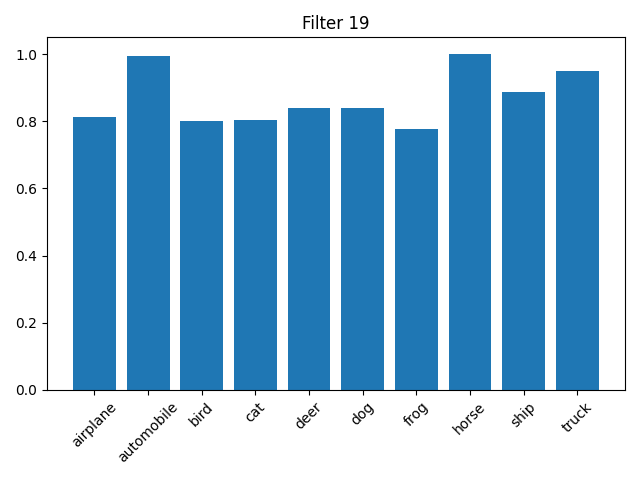 Filter 19
1.0
0.8
0.6
0.4
0.2
0.0
airplane
automobile
bird
cat
deer
dog
frog
horse
ship
truck